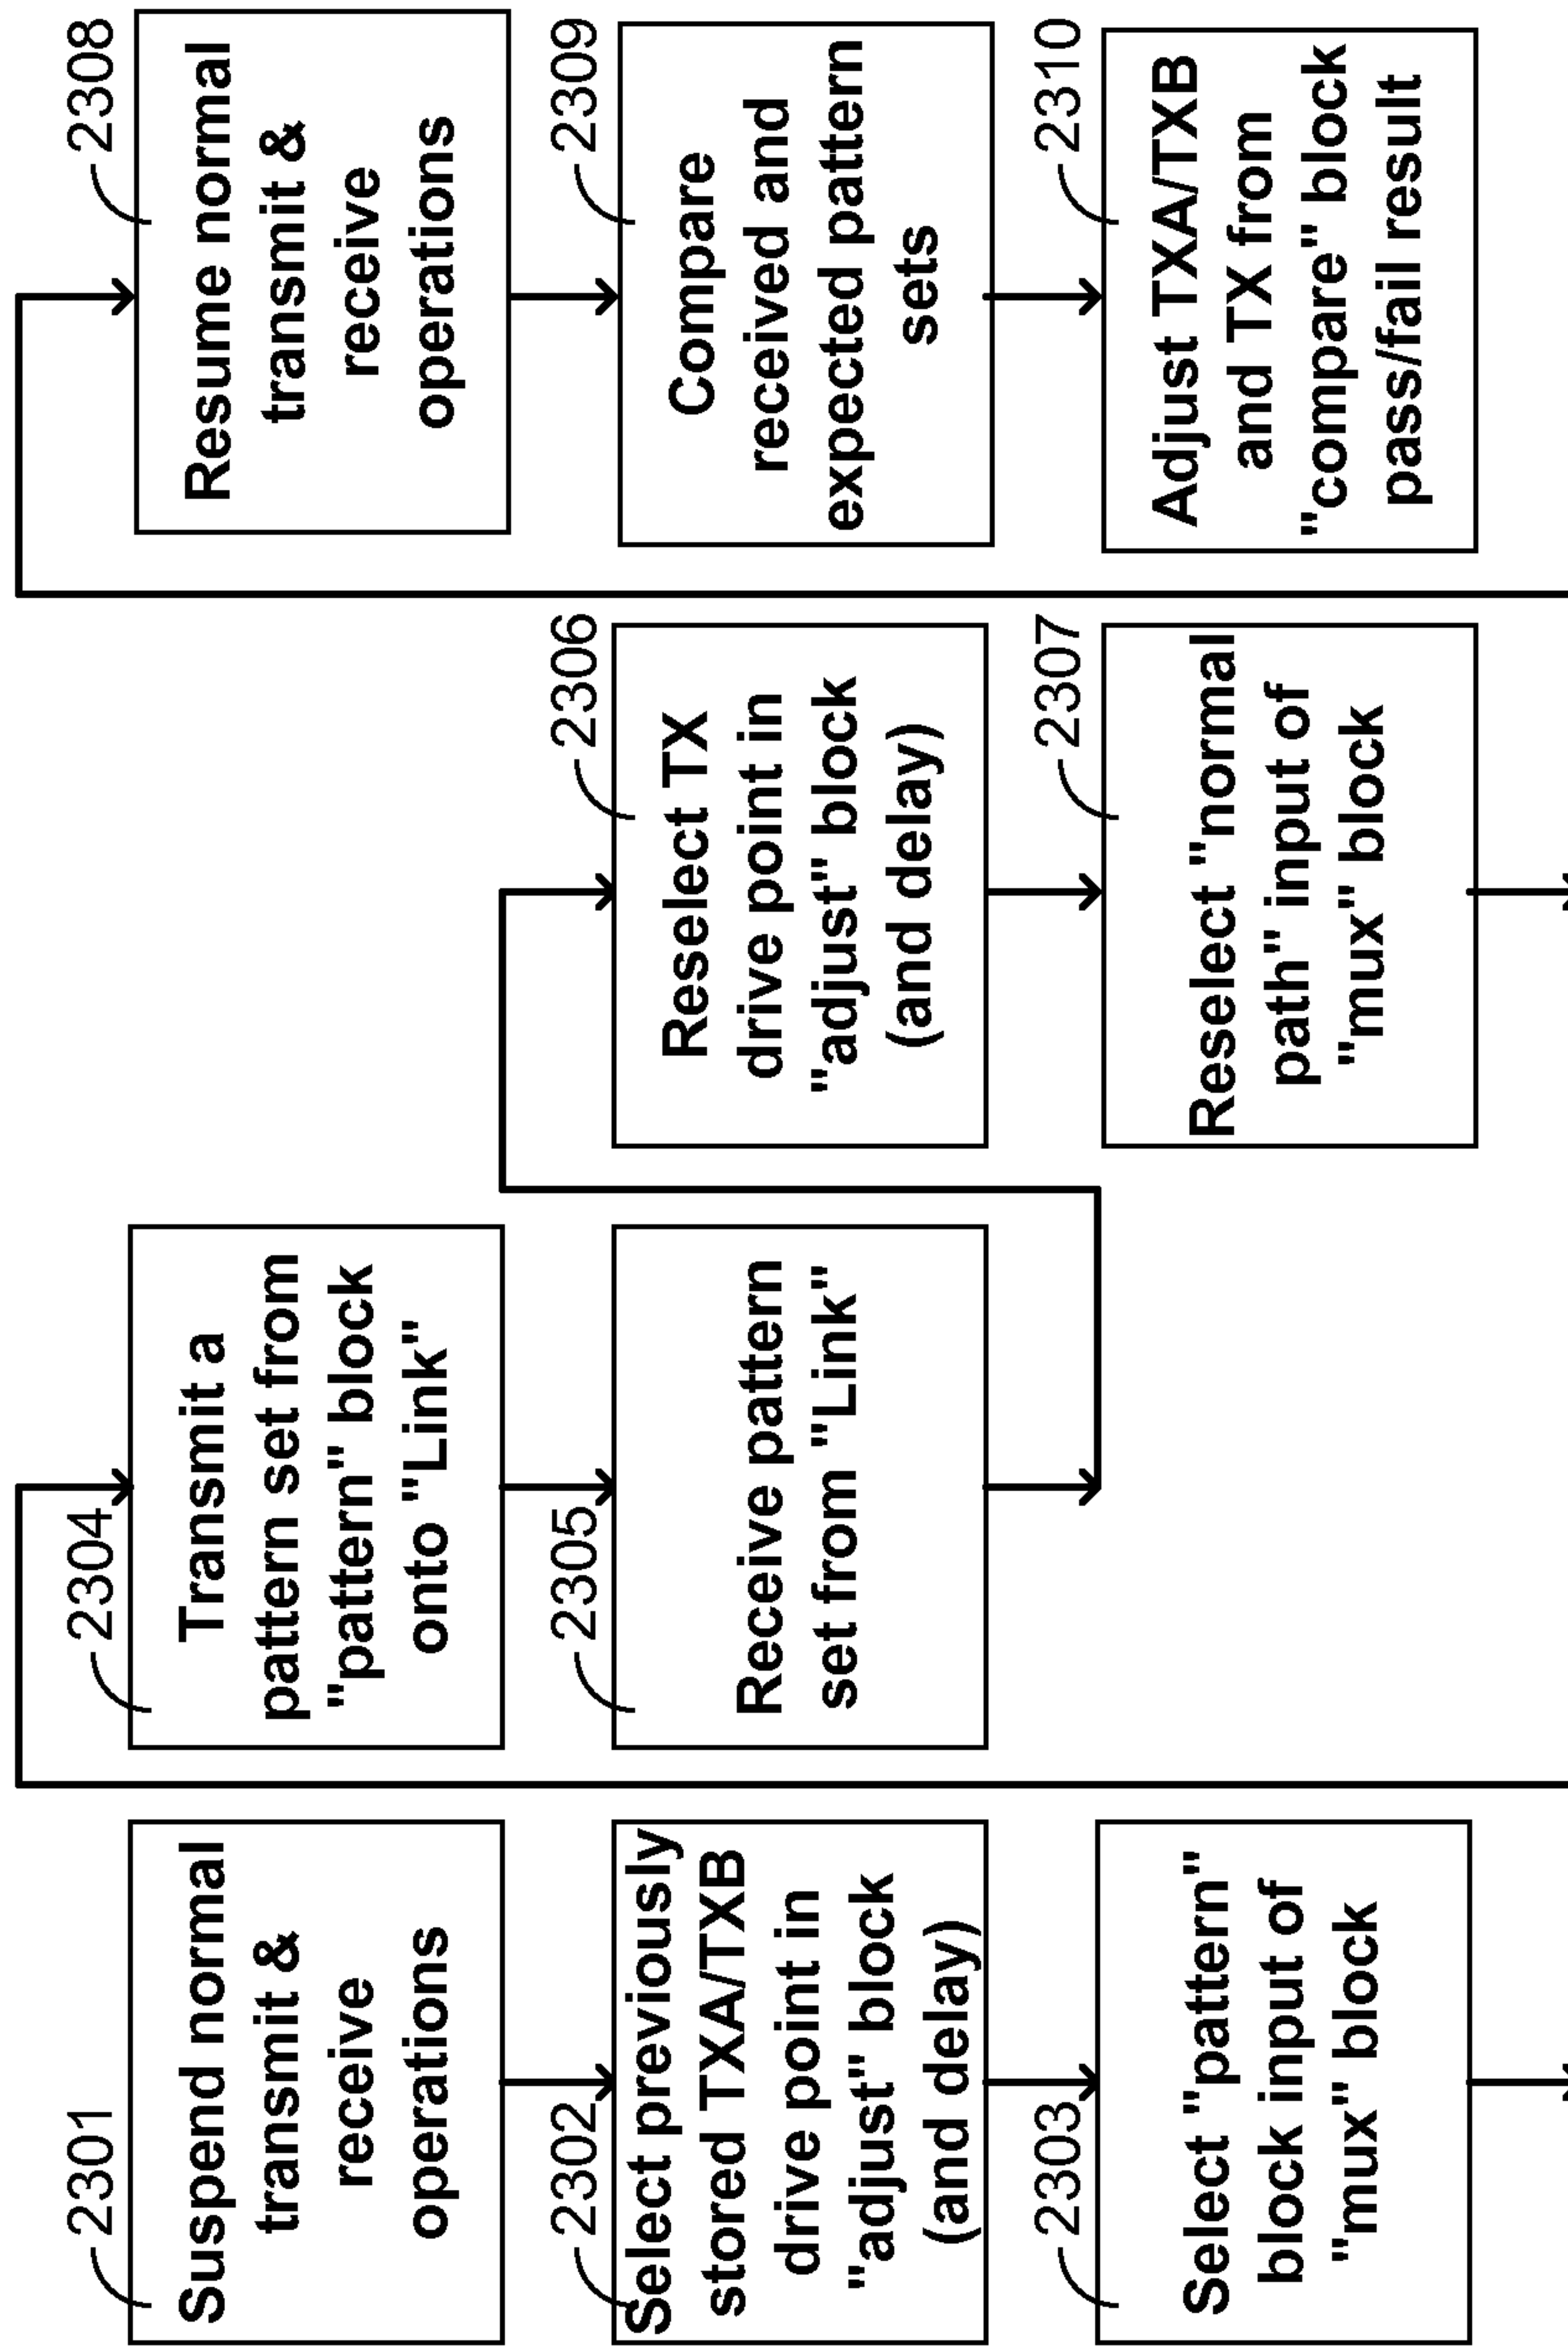 2301
Suspend normal
transmit &
receive
operations
2302
Select previously
stored TXA/TXB
drive point in
"adjust" block
(and delay)
2303
Select "pattern"
block input of
"mux" block
2304
Transmit a
pattern set from
"pattern" block
onto "Link"
2305
Receive pattern
set from "Link"
2306
Reselect TX
drive point in
"adjust" block
(and delay)
2307
Reselect "normal
path" input of
"mux" block
2308
Resume normal
transmit &
receive
operations
2309
Compare
received and
expected pattern
sets
2310
Adjust TXA/TXB
and TX from
"compare" block
pass/fail result